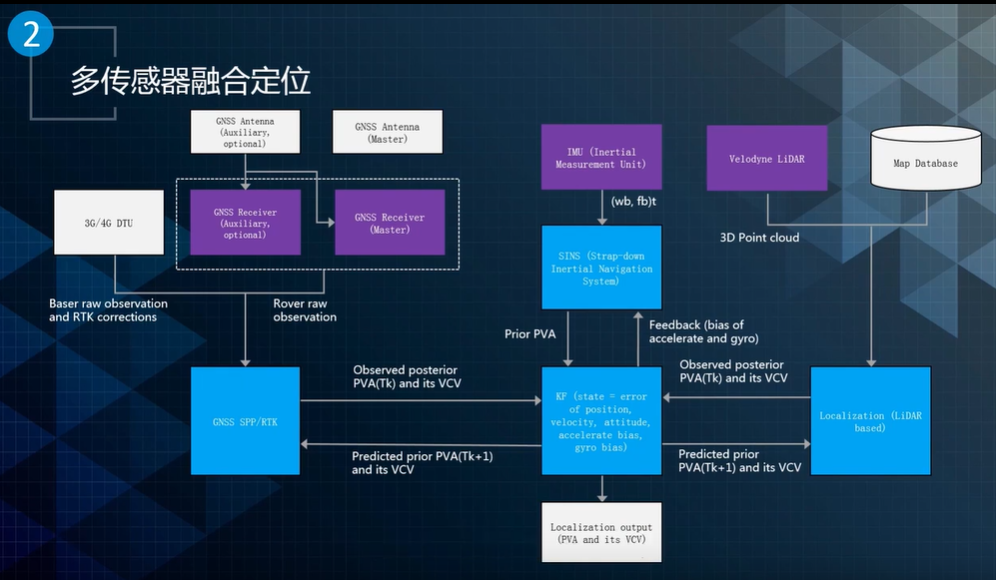 2
多传感器融合定位
GNSS Antenna
(Auxiliary,
optional)
GNSS Antenna
(Master)
IMU (Inertial
Measurement Unit)
Velodyne LiDAR
Map Database
3G/4G DTU
GNSS Receiver
(Auxiliary,
optional)
GNSS Receiver
(Master)
(wb, fb)t
3D Point cloud
SINS (Strap-down
Inertial Navigation
System)
Baser raw observation
and RTK corrections
Rover raw
observation
Prior PVA
Feedback (bias of
accelerate and gyro)
Observed posterior
PVA(Tk) and its VCV
Observed posterior
PVA(Tk) and its VCV
GNSS SPP/RTK
KF (state = error
of position,
velocity, attitude,
accelerate bias,
gyro bias)
Localization (LiDAR
based)
Predicted prior PVA(Tk+1)
and its VCV
Predicted prior
PVA(Tk+1) and its VCV
Localization output
(PVA and its VCV)